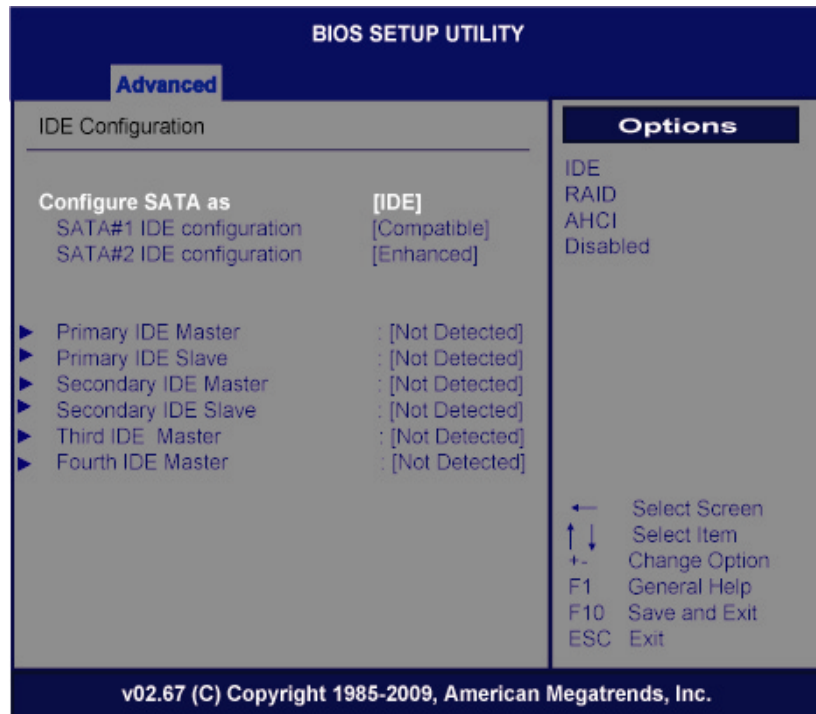 BIOS SETUP UTILITY
Advanced
IDE Configuration
Configure SATA as [IDE]
SATA#1 IDE configuration [Compatible]
SATA#2 IDE configuration [Enhanced]
Primary IDE Master : [Not Detected]
Primary IDE Slave : [Not Detected]
Secondary IDE Master : [Not Detected]
Secondary IDE Slave : [Not Detected]
Third IDE Master : [Not Detected]
Fourth IDE Master : [Not Detected]
Options
IDE
RAID
AHCI
Disabled
← Select Screen
↑↓ Select Item
+- Change Option
F1 General Help
F10 Save and Exit
ESC Exit
v02.67 (C) Copyright 1985-2009, American Megatrends, Inc.